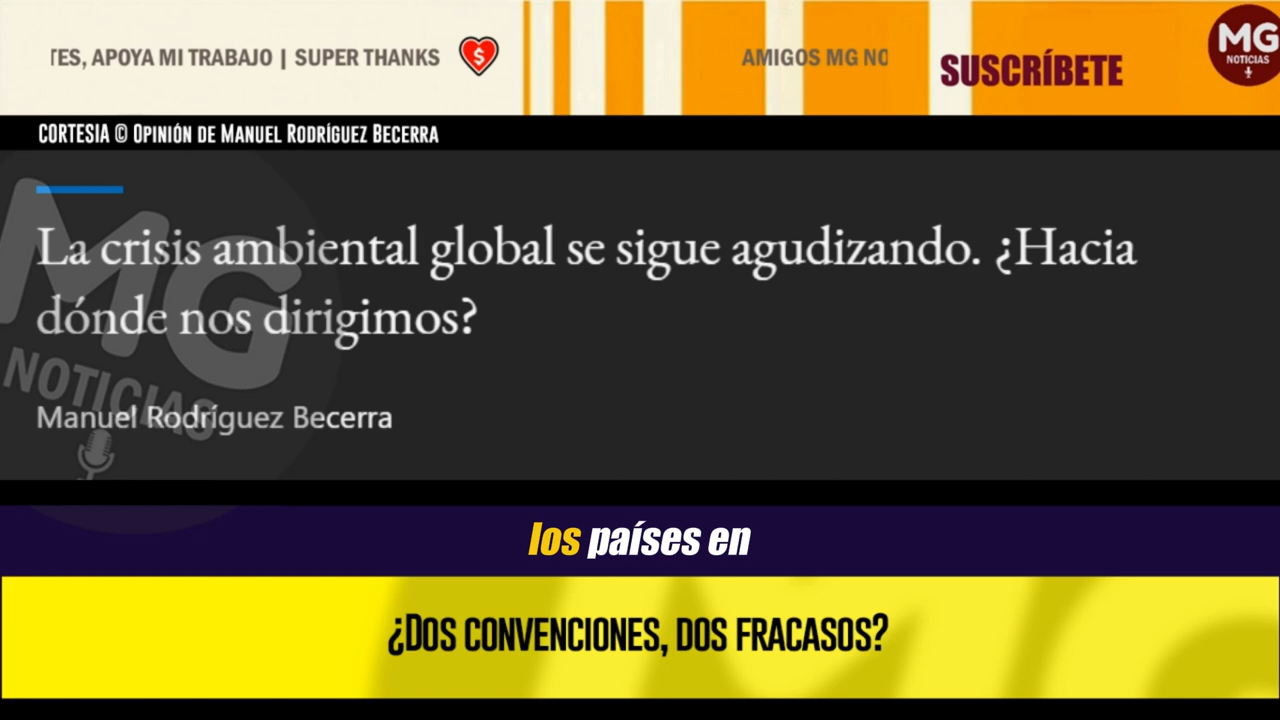 TES, APOYA MI TRABAJO | SUPER THANKS
$
AMIGOS MG NO
SUSCRÍBETE
MG
NOTICIAS
CORTESIA © OPINIÓN DE MANUEL RODRÍGUEZ BECERRA
La crisis ambiental global se sigue agudizando. ¿Hacia
dónde nos dirigimos?
Manuel Rodríguez Becerra
MG
NOTICIAS
los países en
¿DOS CONVENCIONES, DOS FRACASOS?